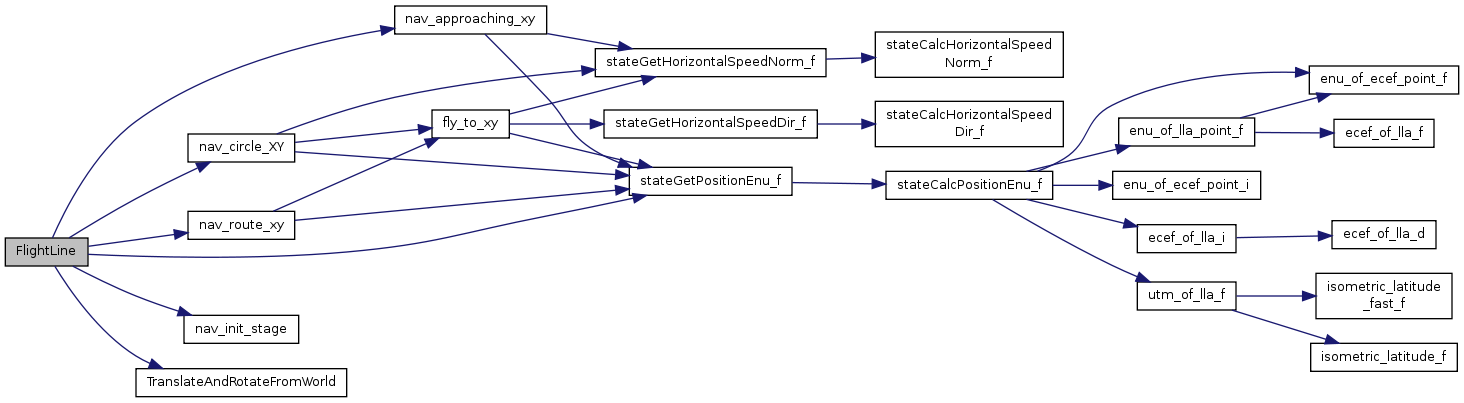 FlightLine
nav_approaching_xy
nav_circle_XY
nav_route_xy
nav_init_stage
TranslateAndRotateFromWorld
fly_to_xy
stateGetHorizontalSpeedNorm_f
stateGetHorizontalSpeedDir_f
stateGetPositionEnu_f
stateCalcHorizontalSpeed
Norm_f
stateCalcHorizontalSpeed
Dir_f
stateCalcPositionEnu_f
enu_of_lla_point_f
enu_of_ecef_point_i
ecef_of_lla_i
utm_of_lla_f
enu_of_ecef_point_f
ecef_of_lla_f
ecef_of_lla_d
isometric_latitude
_fast_f
isometric_latitude_f